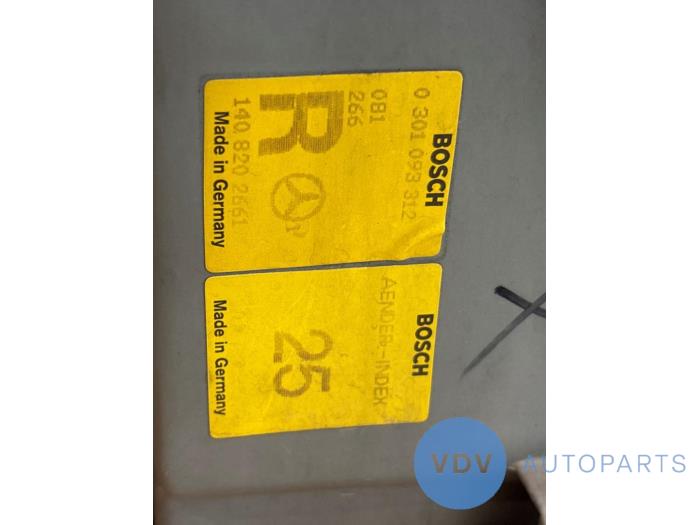 BOSCH
0 301 093 312
081
266
R
140 820 2661
Made in Germany
BOSCH
AENDER.-INDEX
25
Made in Germany
VDV AUTOPARTS